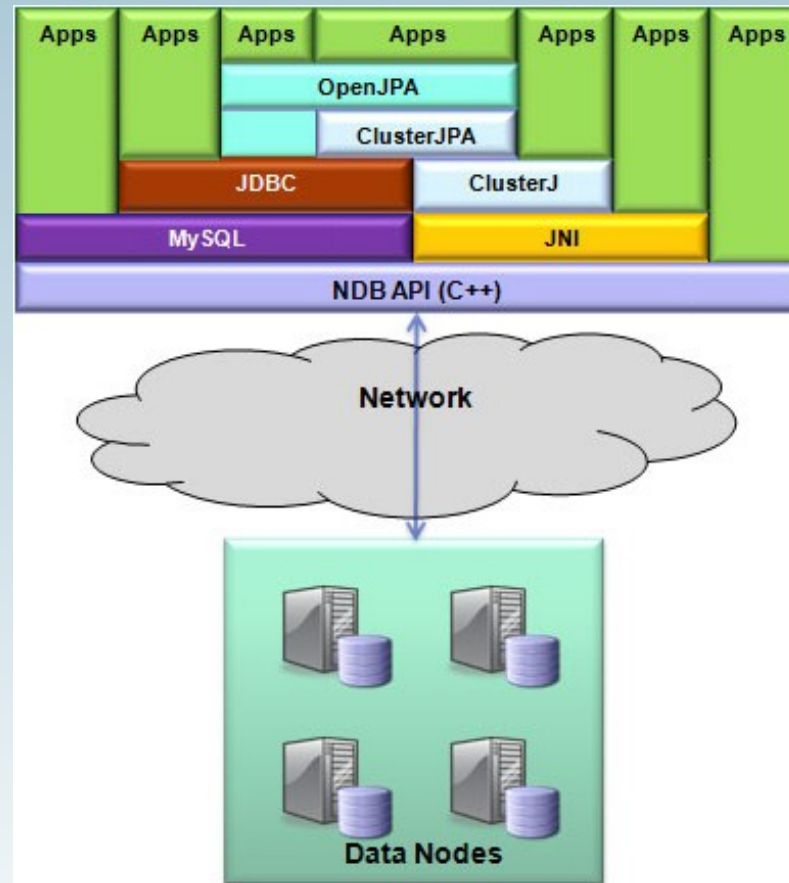 Apps Apps Apps Apps Apps Apps Apps
OpenJPA
ClusterJPA
JDBC ClusterJ
MySQL JNI
NDB API (C++)
Network
Data Nodes